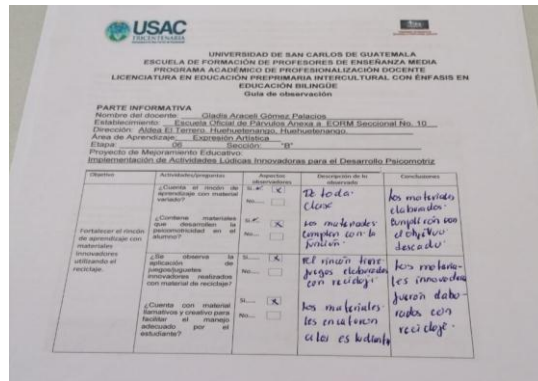 USAC
TRICENTENARIA
UNIVERSIDAD DE SAN CARLOS DE GUATEMALA
ESCUELA DE FORMACIÓN DE PROFESORES DE ENSEÑANZA MEDIA
PROGRAMA ACADÉMICO DE PROFESIONALIZACIÓN DOCENTE
LICENCIATURA EN EDUCACIÓN PREPRIMARIA INTERCULTURAL CON ÉNFASIS EN
EDUCACIÓN BILINGÜE
Guía de observación
PARTE INFORMATIVA
Nombre del docente: Gladis Araceli Gómez Palacios
Establecimiento: Escuela Oficial de Párvulos Anexa a EORM Seccional No. 10
Dirección: Aldea El Terrero, Huehuetenango, Huehuetenango
Área de Aprendizaje: Expresión Artística
Etapa: 06 Sección: "B"
Proyecto de Mejoramiento Educativo:
Implementación de Actividades Lúdicas Innovadoras para el Desarrollo Psicomotriz
Objetivo Actividades/preguntas Aspectos observadores Descripción de lo observado Conclusiones
Fortalecer el rincón
de aprendizaje con
materiales
innovadores
utilizando el
reciclaje.
¿Cuenta el rincón de
aprendizaje con material
variado?
Si
No
De toda
clase
¿Contiene materiales
que desarrollen la
psicomotricidad en el
alumno?
Si
No
Los materiales
cumplen con la
función
¿Se observa la
aplicación de
juegos/juguetes
innovadores realizados
con material de reciclaje?
Si
No
El rincón tiene
juegos elaborados
con reciclaje
¿Cuenta con material
llamativos y creativo para
facilitar el manejo
adecuado por el
estudiante?
Si
No
los materiales
les encantaron
a los estudiante
los materiales
elaborados
cumplirán con
el objetivo
deseado.
Los materia-
les innovadores
fueron elabo-
rados con
reciclaje.